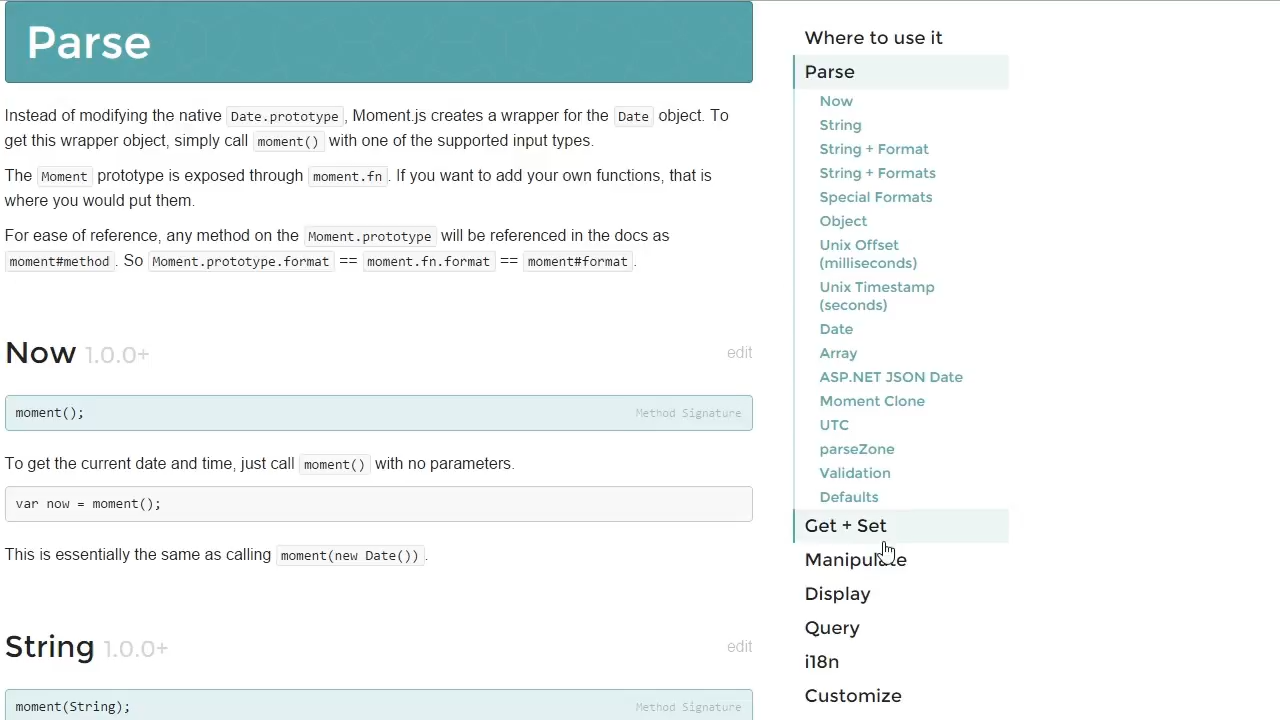 Parse
Instead of modifying the native Date.prototype, Moment.js creates a wrapper for the Date object. To
get this wrapper object, simply call moment() with one of the supported input types.
The Moment prototype is exposed through moment.fn. If you want to add your own functions, that is
where you would put them.
For ease of reference, any method on the Moment.prototype will be referenced in the docs as
moment#method. So Moment.prototype.format == moment.fn.format == moment#format.
Now 1.0.0+ edit
moment(); Method Signature
To get the current date and time, just call moment() with no parameters.
var now = moment();
This is essentially the same as calling moment(new Date()).
String 1.0.0+ edit
moment(String); Method Signature
Where to use it
Parse
Now
String
String + Format
String + Formats
Special Formats
Object
Unix Offset
(milliseconds)
Unix Timestamp
(seconds)
Date
Array
ASP.NET JSON Date
Moment Clone
UTC
parseZone
Validation
Defaults
Get + Set
Manipulate
Display
Query
i18n
Customize